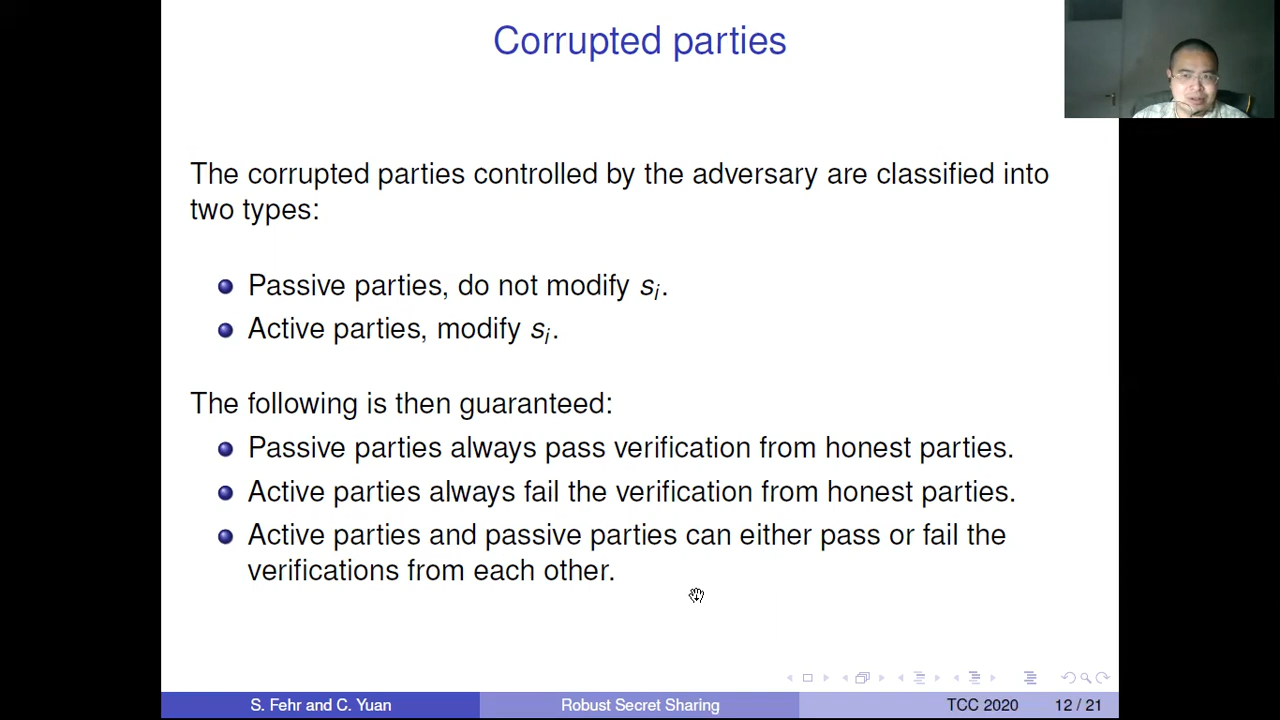 Corrupted parties
The corrupted parties controlled by the adversary are classified into
two types:
Passive parties, do not modify sᵢ.
Active parties, modify sᵢ.
The following is then guaranteed:
Passive parties always pass verification from honest parties.
Active parties always fail the verification from honest parties.
Active parties and passive parties can either pass or fail the
verifications from each other.
S. Fehr and C. Yuan
Robust Secret Sharing
TCC 2020
12 / 21